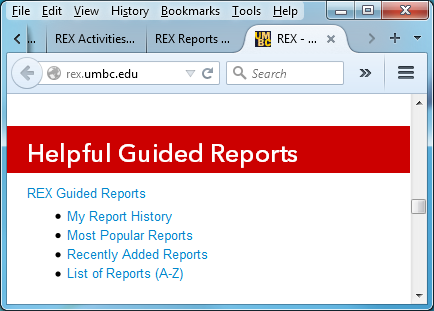 File Edit View History Bookmarks Tools Help
... REX Activities... REX Reports ... UMBC REX - ...
rex.umbc.edu Search
Helpful Guided Reports
REX Guided Reports
My Report History
Most Popular Reports
Recently Added Reports
List of Reports (A-Z)